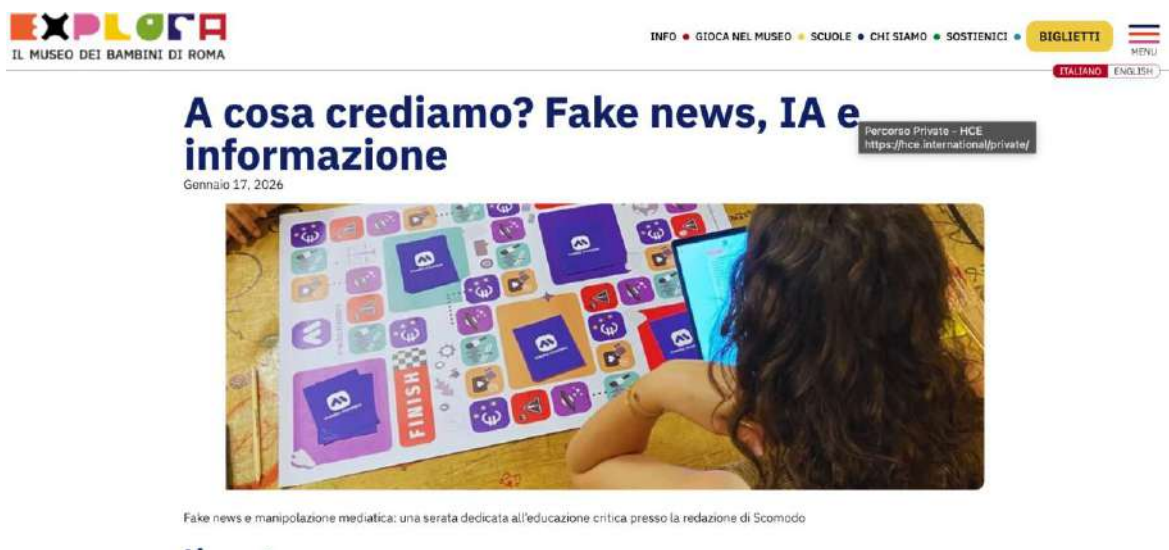 EXPLORA
IL MUSEO DEI BAMBINI DI ROMA
INFO • GIOCA NEL MUSEO • SCUOLE • CHI SIAMO • SOSTIENICI •
BIGLIETTI
MENU
ITALIANO ENGLISH
A cosa crediamo? Fake news, IA e
informazione
Percorso Private – HCE
https://hce.international/private/
Gennaio 17, 2026
FINISH
Fake news e manipolazione mediatica: una serata dedicata all'educazione critica presso la redazione di Scomodo